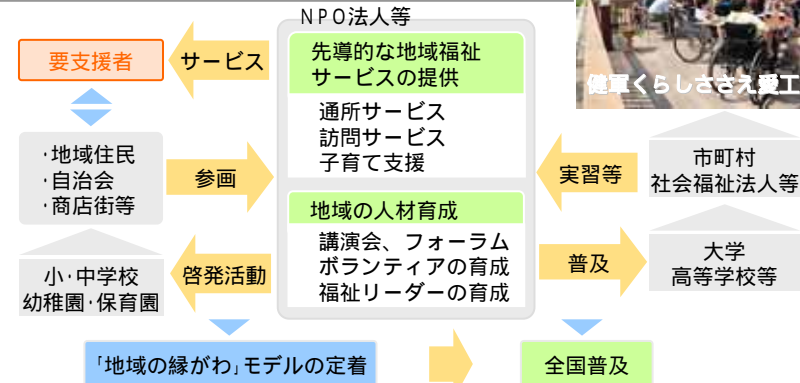 NPO法人等
先導的な地域福祉
サービスの提供
通所サービス
訪問サービス
子育て支援
地域の人材育成
講演会、フォーラム
ボランティアの育成
福祉リーダーの育成
要支援者
サービス
・地域住民
・自治会
・商店街等
参画
小・中学校
幼稚園・保育園
啓発活動
健軍くらしささえ愛工
市町村
社会福祉法人等
実習等
大学
高等学校等
普及
「地域の縁がわ」モデルの定着
全国普及